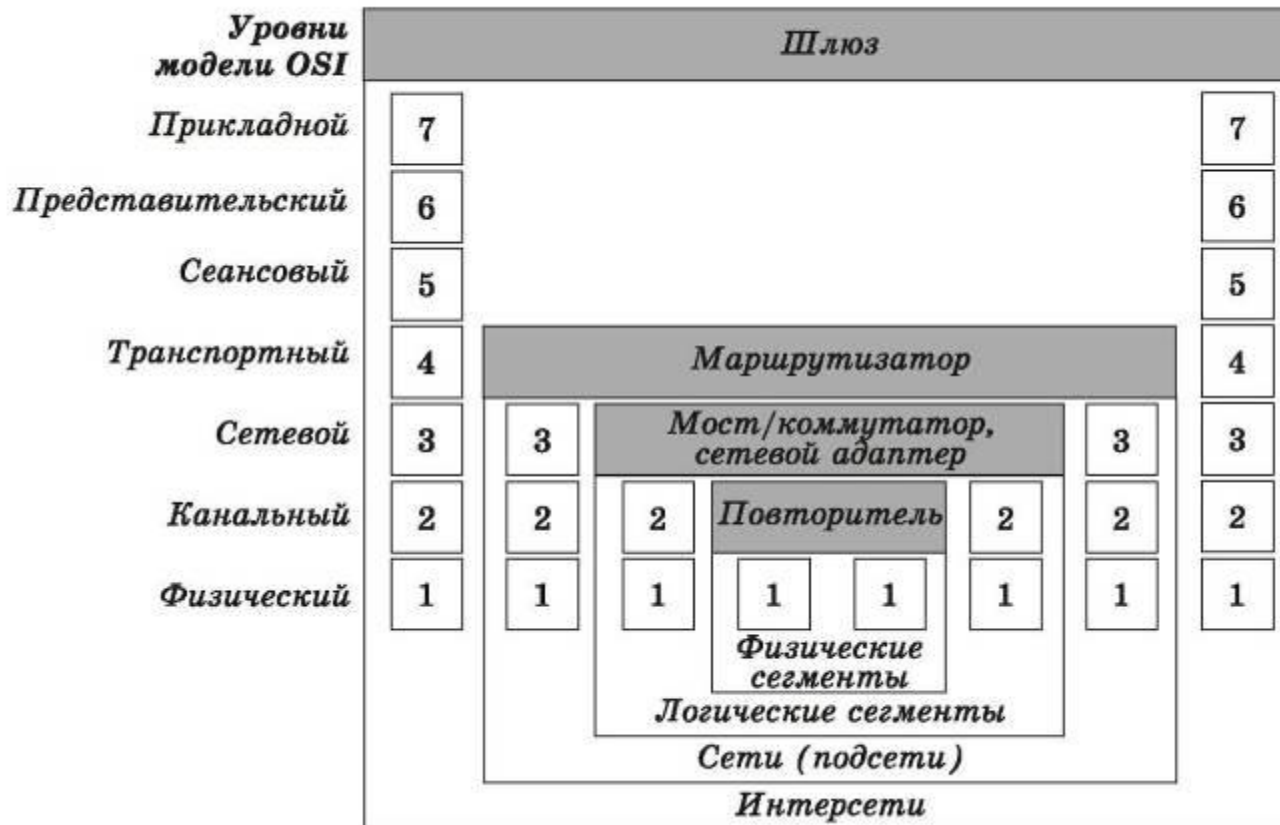 Уровни
модели OSI
Шлюз
Прикладной 7 7
Представительский 6 6
Сеансовый 5 5
Транспортный 4 Маршрутизатор 4
Сетевой 3 3 Мост/коммутатор,
сетевой адаптер 3 3
Канальный 2 2 2 Повторитель 2 2 2
Физический 1 1 1 1 1 1 1 1
Физические
сегменты
Логические сегменты
Сети (подсети)
Интерсети